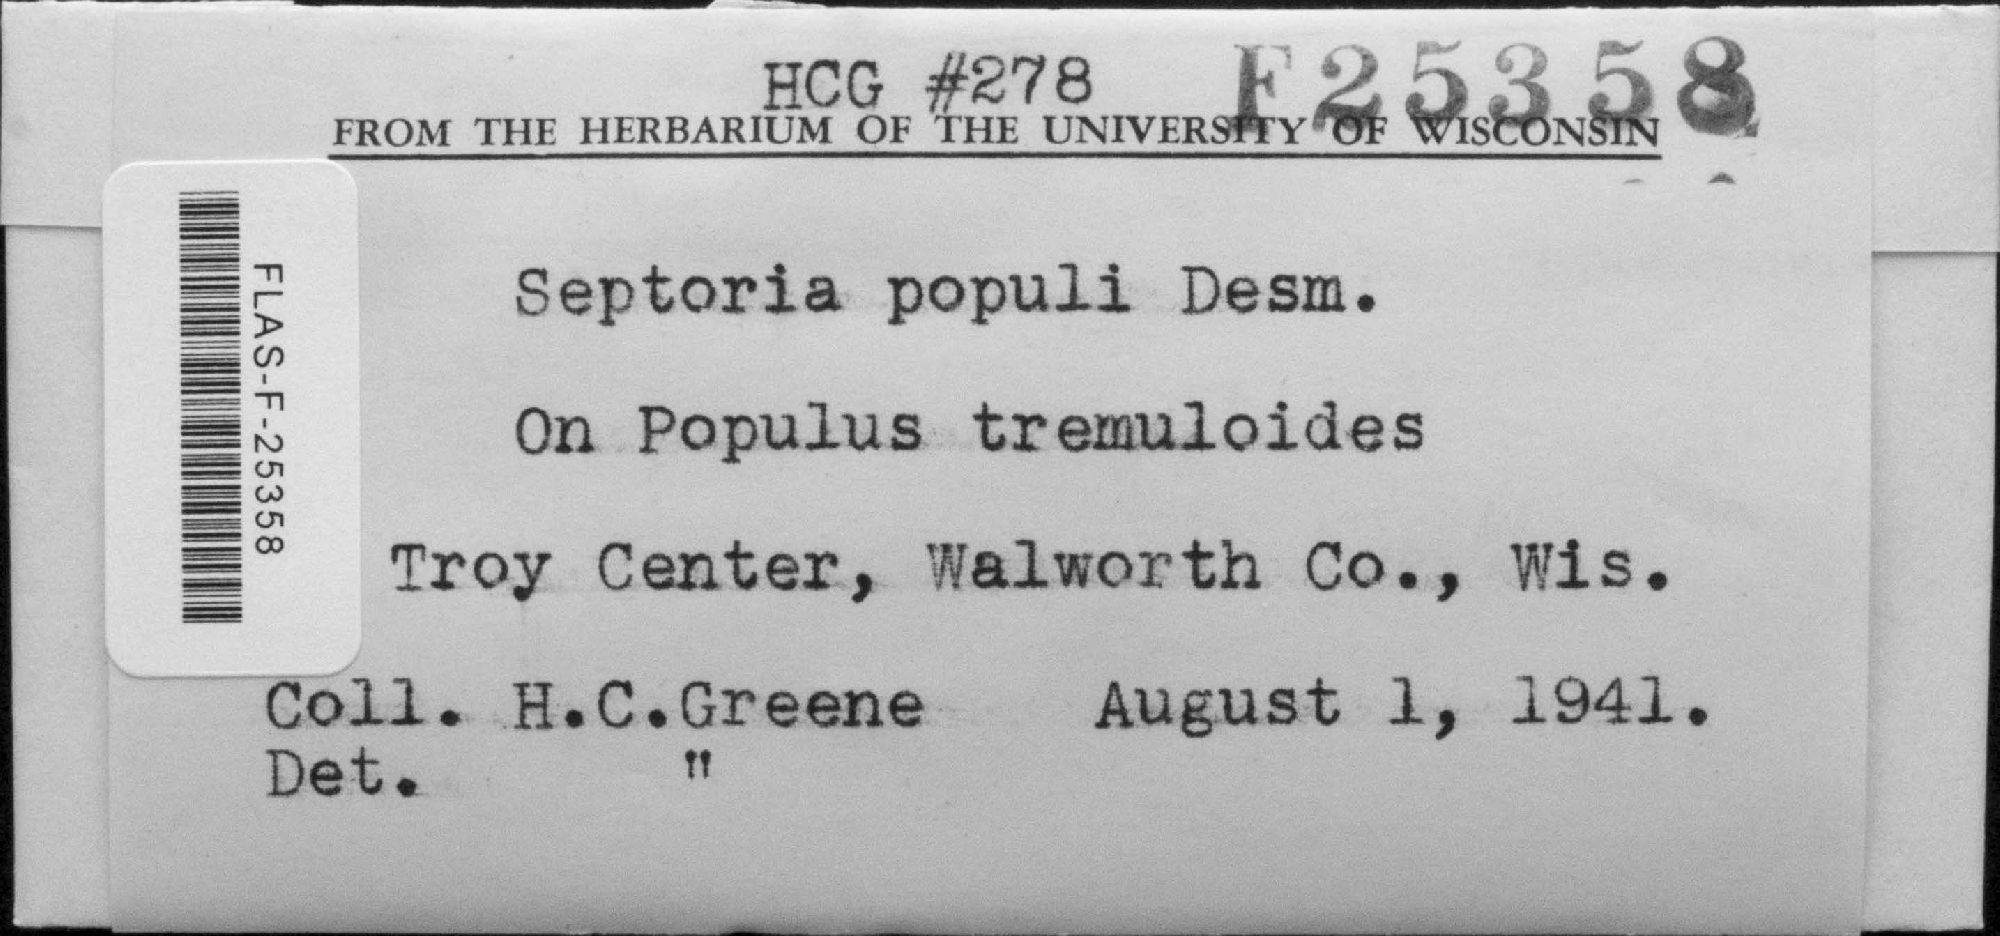 HCG #278 F25358
FROM THE HERBARIUM OF THE UNIVERSITY OF WISCONSIN
FLAS-F-25358
Septoria populi Desm.
On Populus tremuloides
Troy Center, Walworth Co., Wis.
Coll. H.C.Greene August 1, 1941.
Det. "